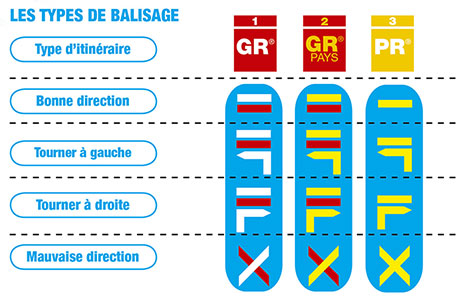 LES TYPES DE BALISAGE
1 2 3
Type d'itinéraire
GR® GR® PR®
PAYS
Bonne direction
Tourner à gauche
Tourner à droite
Mauvaise direction